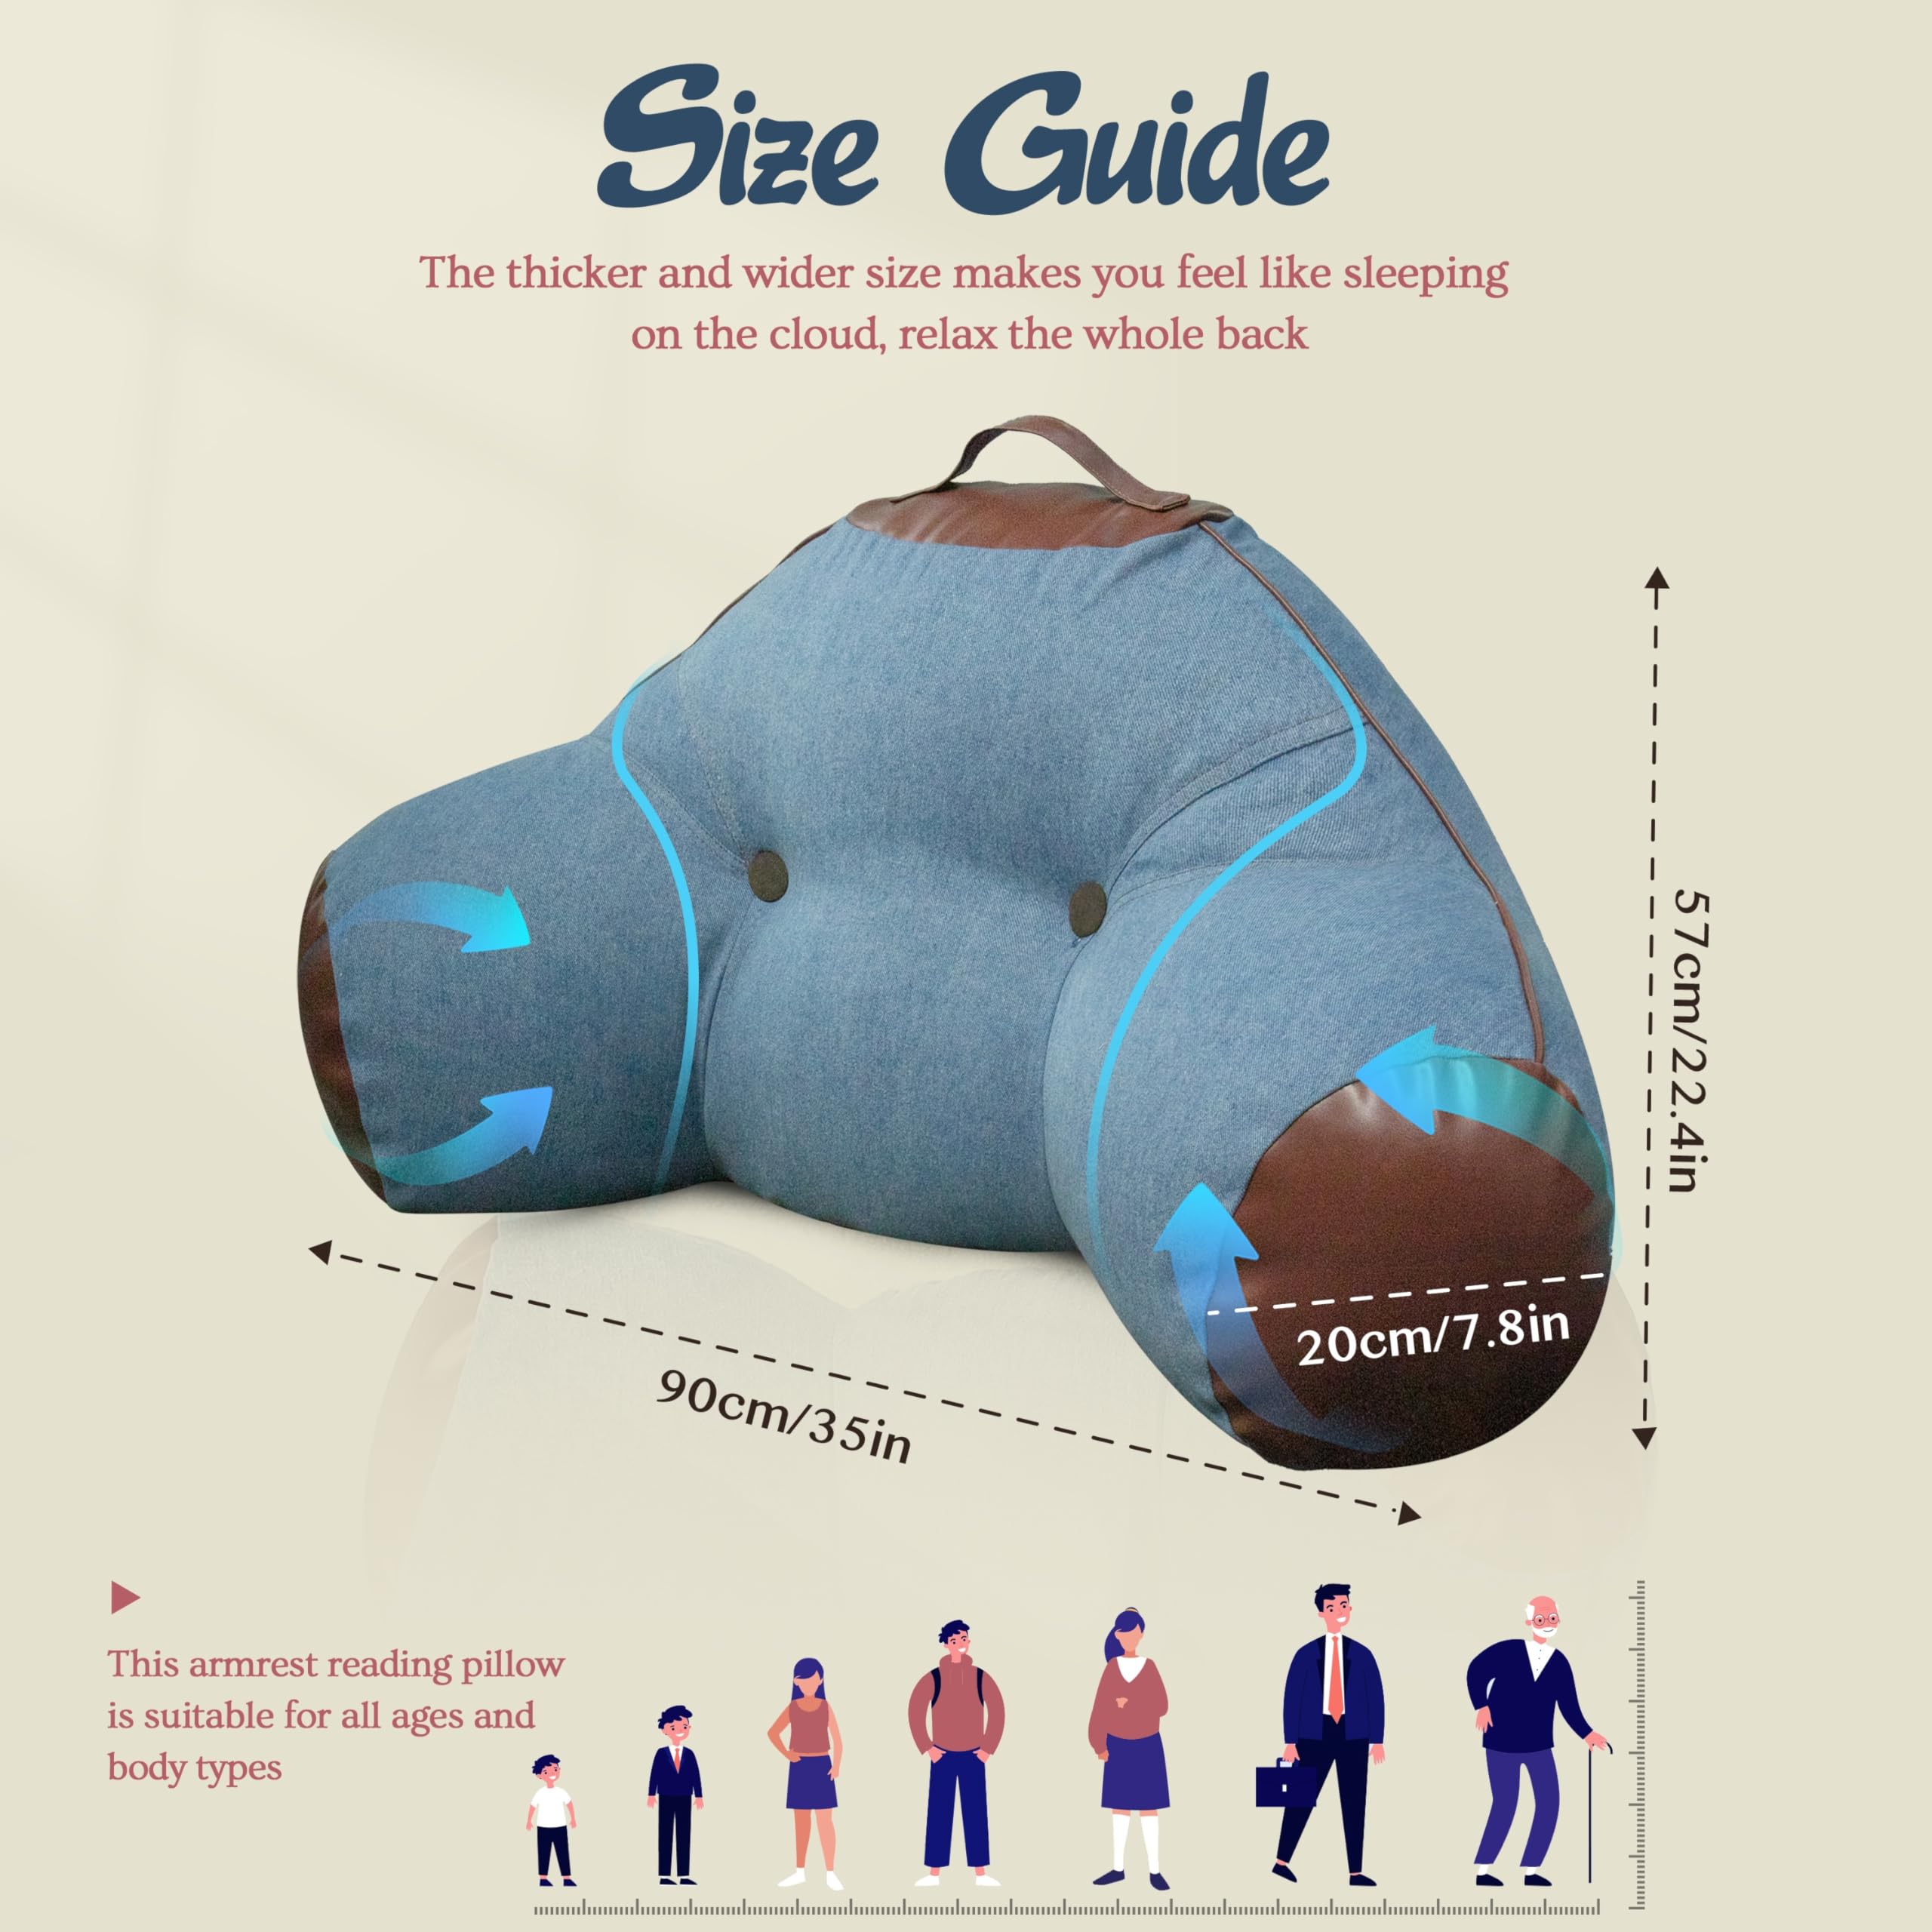 Size Guide
The thicker and wider size makes you feel like sleeping
on the cloud, relax the whole back
57cm/22.4in
20cm/7.8in
90cm/35in
This armrest reading pillow
is suitable for all ages and
body types